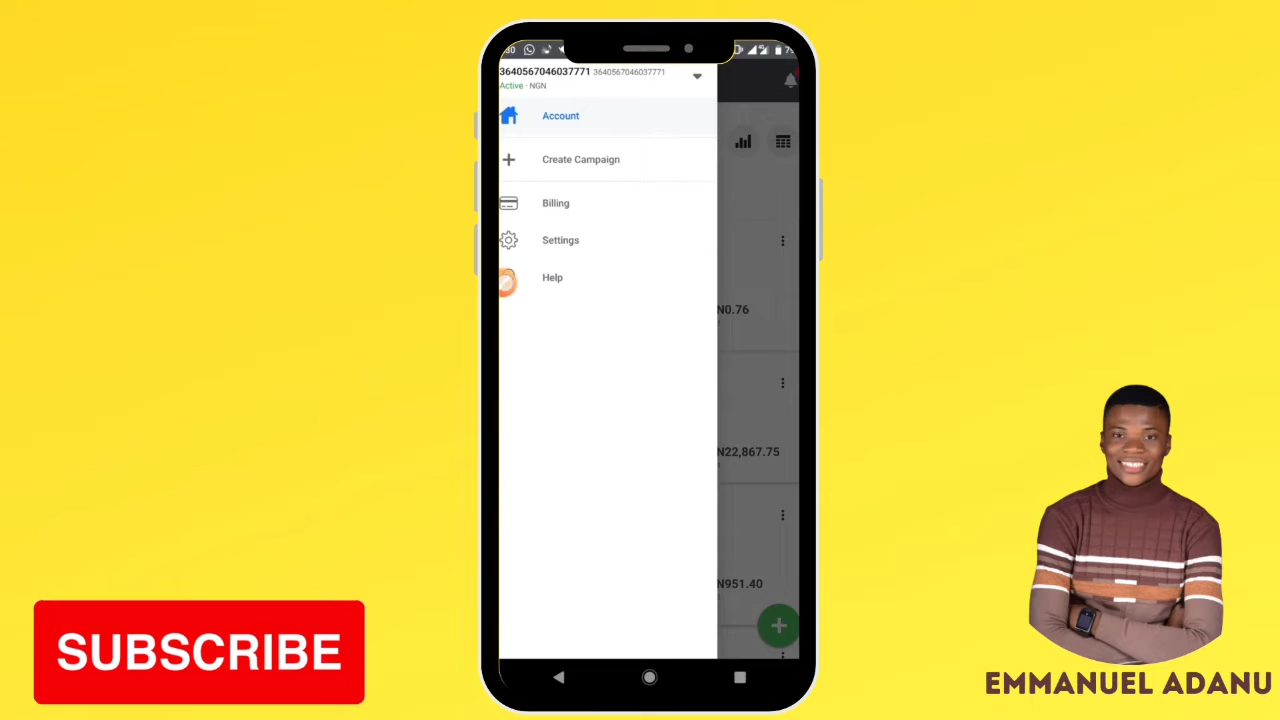 :30
3640567046037771 3640567046037771
Active · NGN
Account
Create Campaign
Billing
Settings
Help
N0.76
N22,867.75
N951.40
SUBSCRIBE
EMMANUEL ADANU